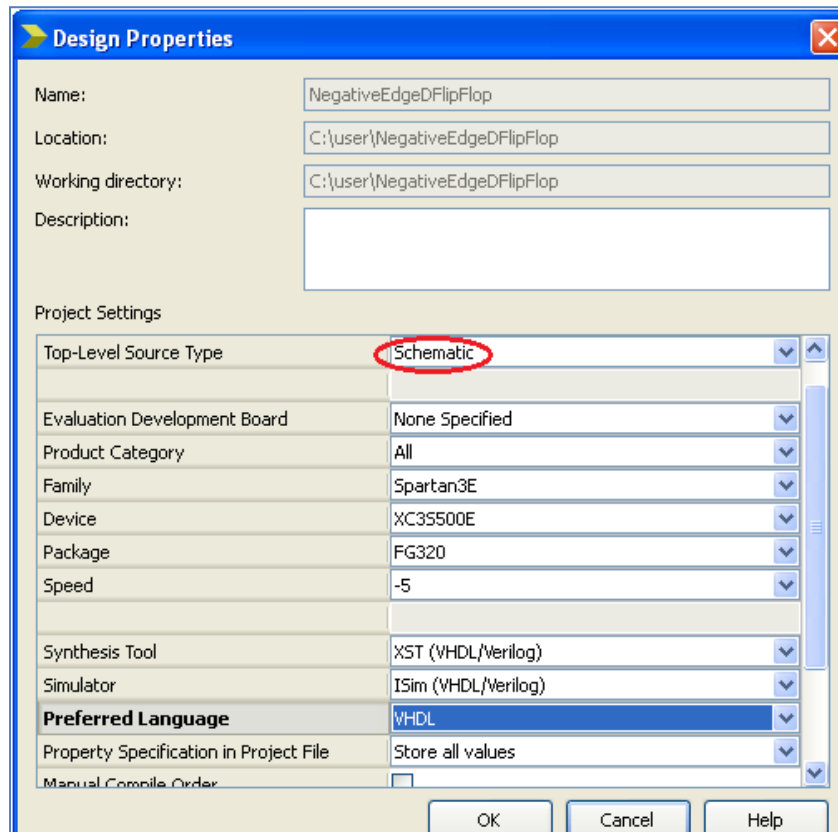 Design Properties
Name: NegativeEdgeDFlipFlop
Location: C:\user\NegativeEdgeDFlipFlop
Working directory: C:\user\NegativeEdgeDFlipFlop
Description:
Project Settings
Top-Level Source Type Schematic
Evaluation Development Board None Specified
Product Category All
Family Spartan3E
Device XC3S500E
Package FG320
Speed -5
Synthesis Tool XST (VHDL/Verilog)
Simulator ISim (VHDL/Verilog)
Preferred Language VHDL
Property Specification in Project File Store all values
Manual Compile Order
OK Cancel Help